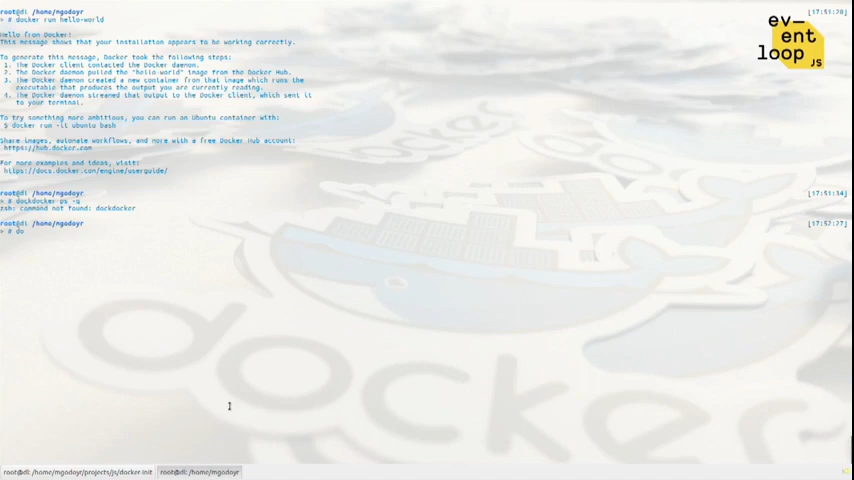 root@di /home/mgodoyr [17:51:20]
> # docker run hello-world
Hello from Docker!
This message shows that your installation appears to be working correctly.
To generate this message, Docker took the following steps:
1. The Docker client contacted the Docker daemon.
2. The Docker daemon pulled the "hello-world" image from the Docker Hub.
3. The Docker daemon created a new container from that image which runs the
executable that produces the output you are currently reading.
4. The Docker daemon streamed that output to the Docker client, which sent it
to your terminal.
To try something more ambitious, you can run an Ubuntu container with:
$ docker run -it ubuntu bash
Share images, automate workflows, and more with a free Docker Hub account:
https://hub.docker.com
For more examples and ideas, visit:
https://docs.docker.com/engine/userguide/
root@di /home/mgodoyr [17:51:34]
> # dockdocker ps -q
zsh: command not found: dockdocker
root@di /home/mgodoyr [17:52:27]
> # do
ev
ent
loop
JS
docker
docker
root@di: /home/mgodoyr/projects/js/docker.init root@di: /home/mgodoyr